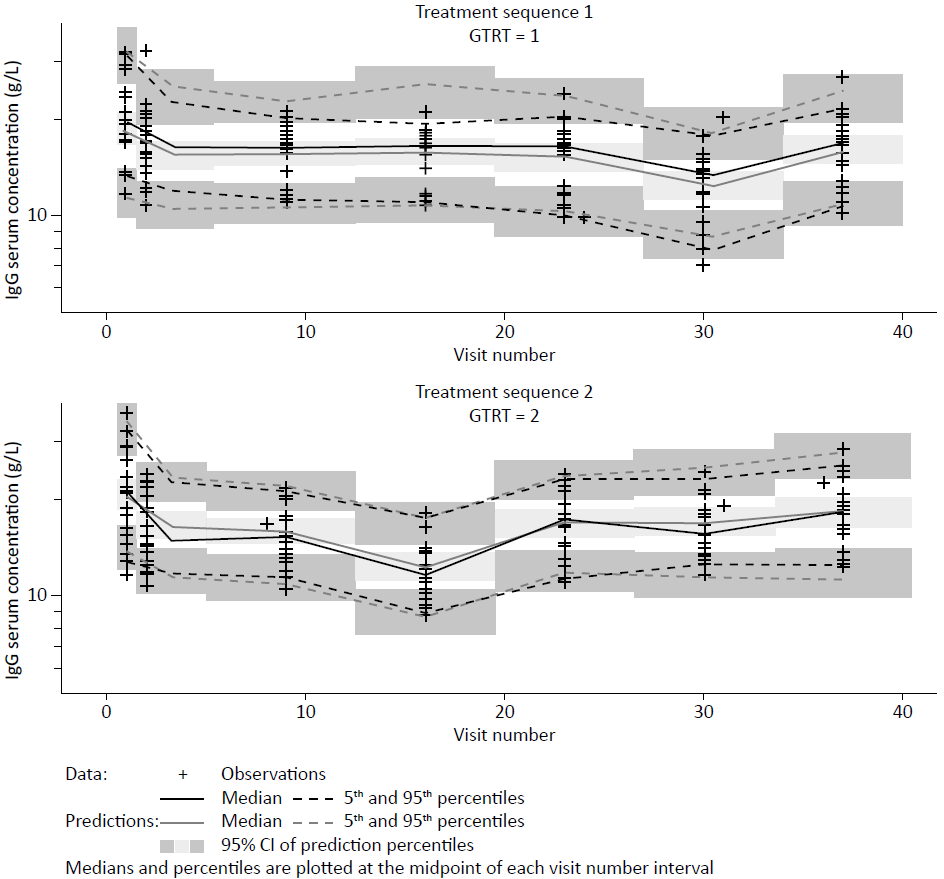 Treatment sequence 1
GTRT = 1
IgG serum concentration (g/L)
10
0 10 20 30 40
Visit number
Treatment sequence 2
GTRT = 2
IgG serum concentration (g/L)
10
0 10 20 30 40
Visit number
Data: + Observations
Median 5th and 95th percentiles
Predictions: Median 5th and 95th percentiles
95% CI of prediction percentiles
Medians and percentiles are plotted at the midpoint of each visit number interval